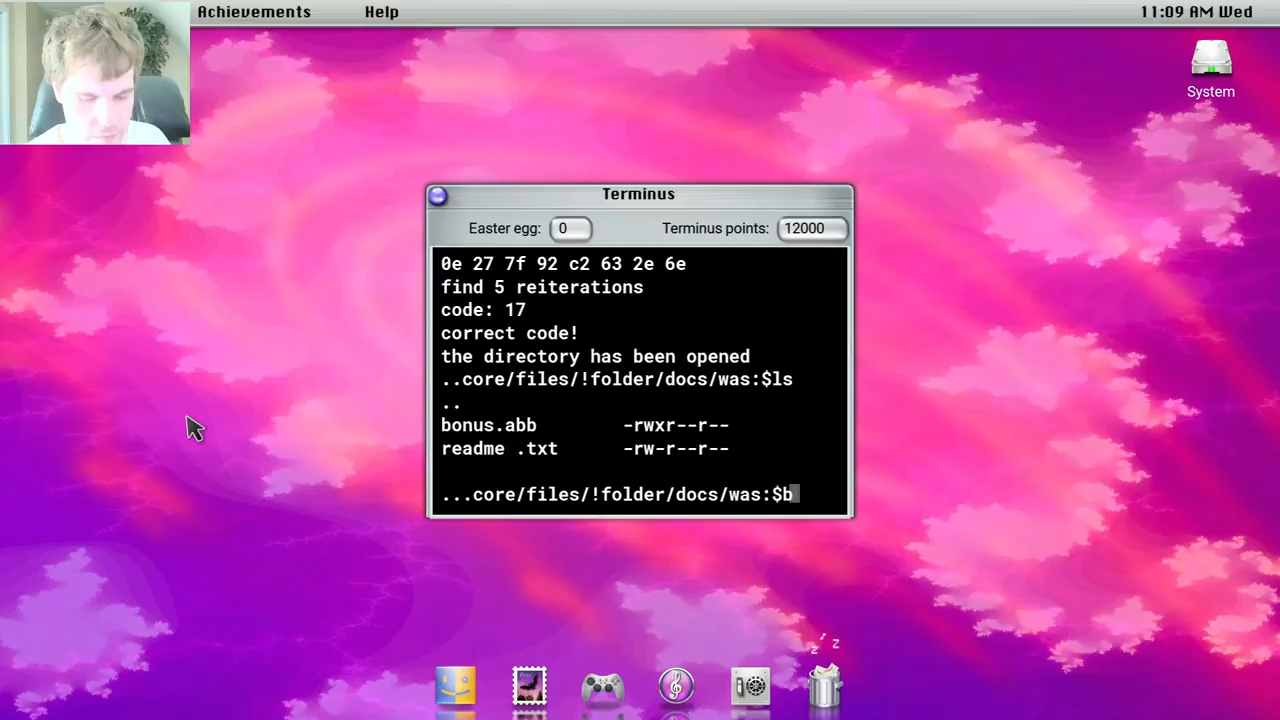 Achievements Help 11:09 AM Wed
System
Terminus
Easter egg: 0 Terminus points: 12000
0e 27 7f 92 c2 63 2e 6e
find 5 reiterations
code: 17
correct code!
the directory has been opened
..core/files/!folder/docs/was:$ls
..
bonus.abb -rwxr--r--
readme .txt -rw-r--r--
...core/files/!folder/docs/was:$b
z z